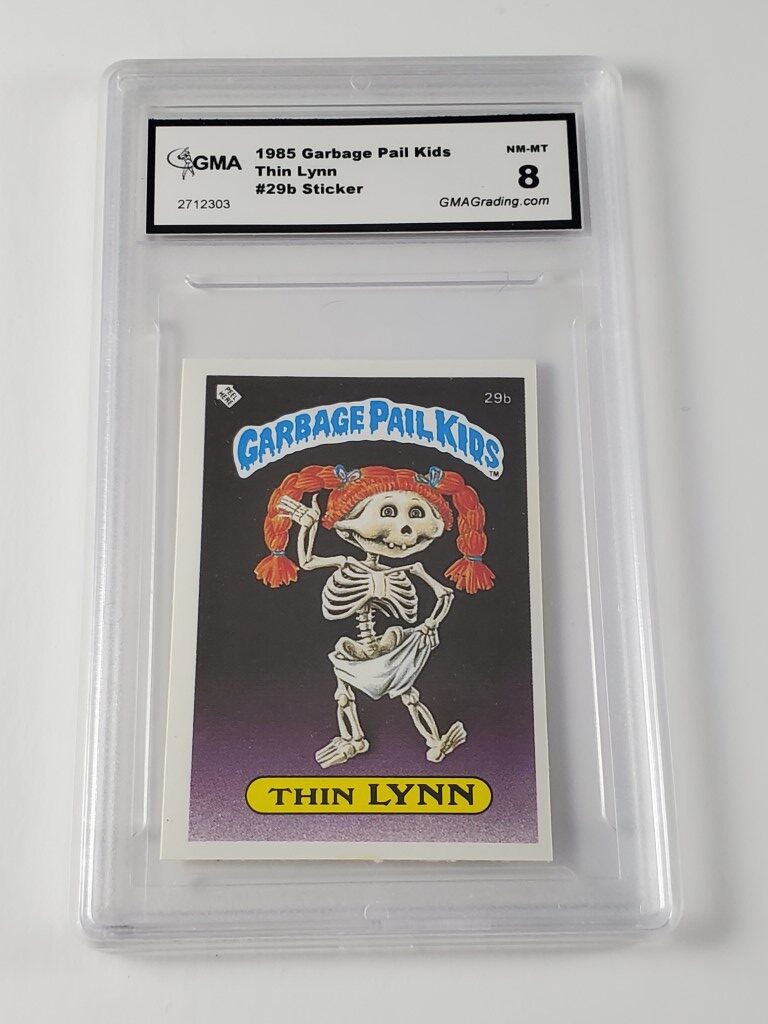 GMA
1985 Garbage Pail Kids
Thin Lynn
#29b Sticker
2712303
NM-MT
8
GMAGrading.com
PEEL
HERE
29b
GARBAGE PAIL KIDS
TM
THIN LYNN